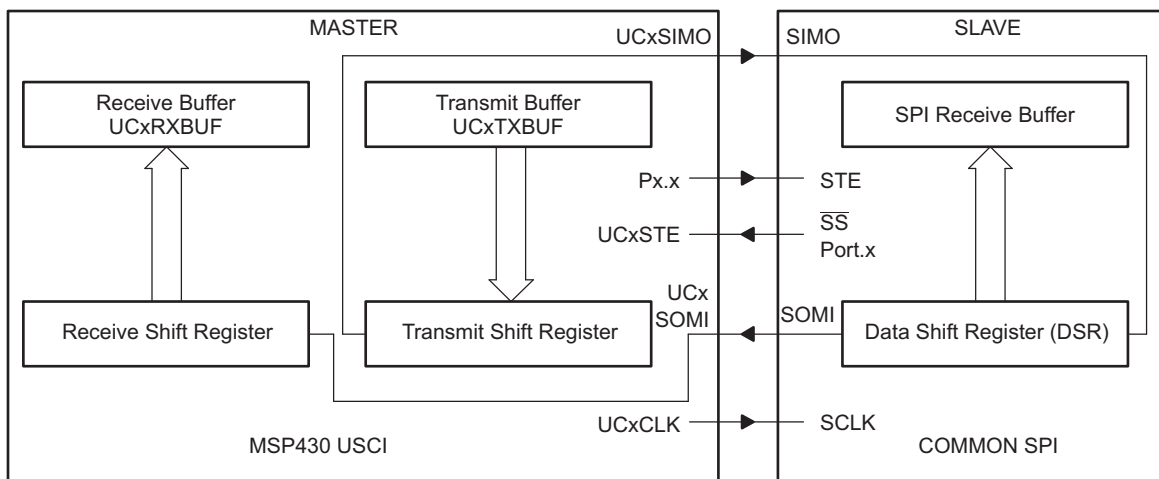 MASTER
UCxSIMO
SIMO
SLAVE
Receive Buffer
UCxRXBUF
Transmit Buffer
UCxTXBUF
SPI Receive Buffer
Px.x
STE
UCxSTE
SS
Port.x
UCx
SOMI
SOMI
Receive Shift Register
Transmit Shift Register
Data Shift Register (DSR)
UCxCLK
SCLK
MSP430 USCI
COMMON SPI